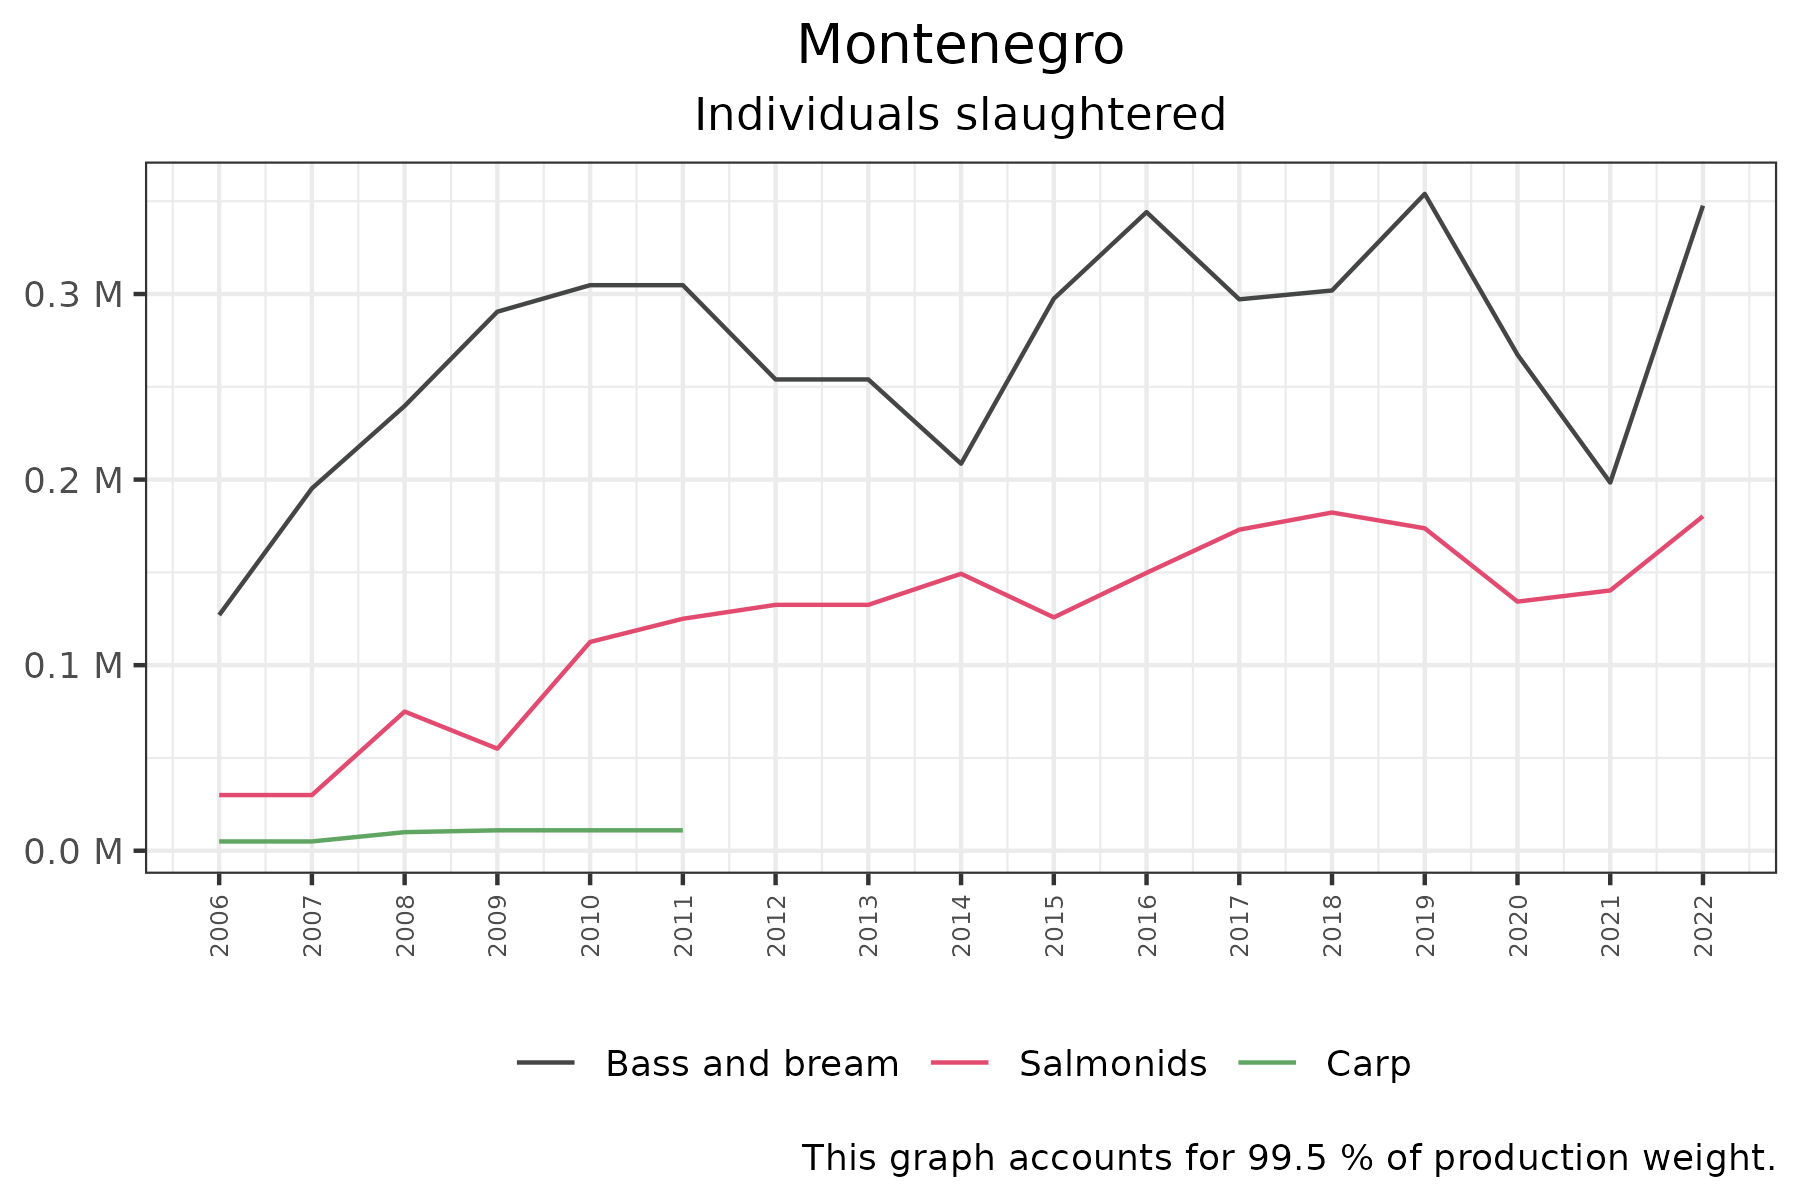 Montenegro
Individuals slaughtered
0.3 M
0.2 M
0.1 M
0.0 M
2006 2007 2008 2009 2010 2011 2012 2013 2014 2015 2016 2017 2018 2019 2020 2021 2022
Bass and bream Salmonids Carp
This graph accounts for 99.5 % of production weight.